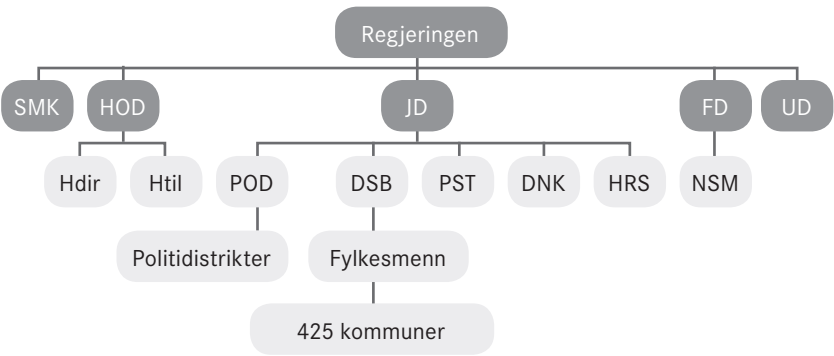 Regjeringen
SMK HOD JD FD UD
Hdir Htil POD DSB PST DNK HRS NSM
Politidistrikter Fylkesmenn
425 kommuner